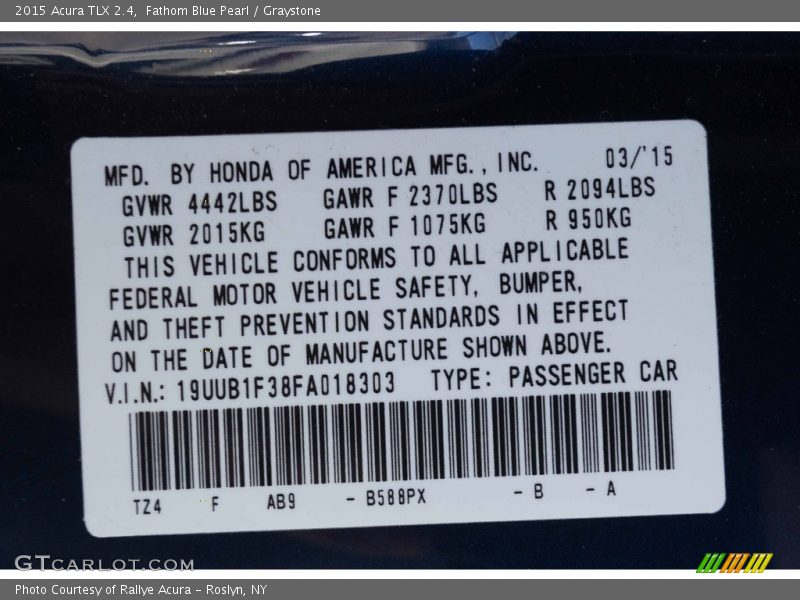 2015 Acura TLX 2.4, Fathom Blue Pearl / Graystone
MFD. BY HONDA OF AMERICA MFG., INC. 03/'15
GVWR 4442LBS GAWR F 2370LBS R 2094LBS
GVWR 2015KG GAWR F 1075KG R 950KG
THIS VEHICLE CONFORMS TO ALL APPLICABLE
FEDERAL MOTOR VEHICLE SAFETY, BUMPER,
AND THEFT PREVENTION STANDARDS IN EFFECT
ON THE DATE OF MANUFACTURE SHOWN ABOVE.
V.I.N.: 19UUB1F38FA018303 TYPE: PASSENGER CAR
TZ4 F AB9 - B588PX - B - A
GTCARLOT.COM
Photo Courtesy of Rallye Acura - Roslyn, NY